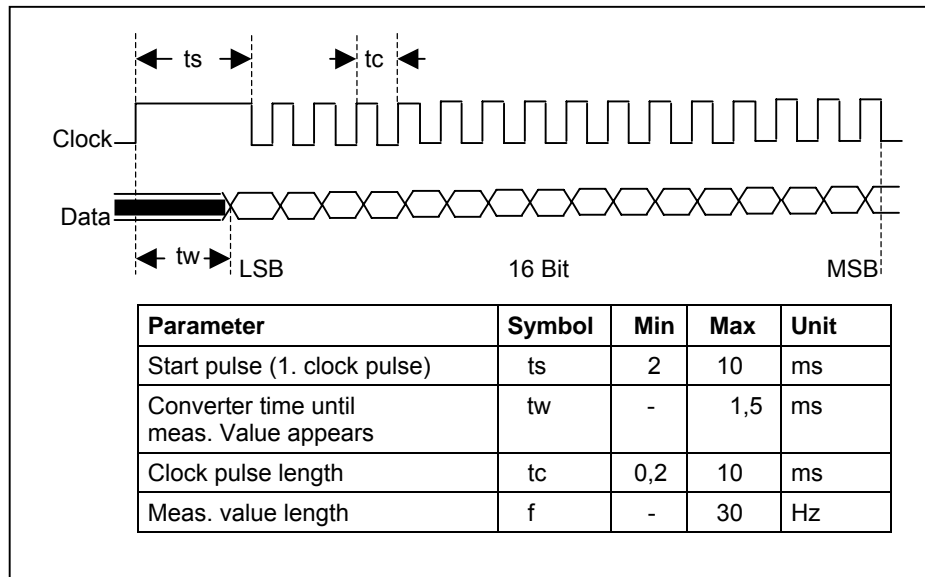 ts
tc
Clock
Data
tw
LSB
16 Bit
MSB
Parameter Symbol Min Max Unit
Start pulse (1. clock pulse) ts 2 10 ms
Converter time until tw - 1,5 ms
meas. Value appears
Clock pulse length tc 0,2 10 ms
Meas. value length f - 30 Hz